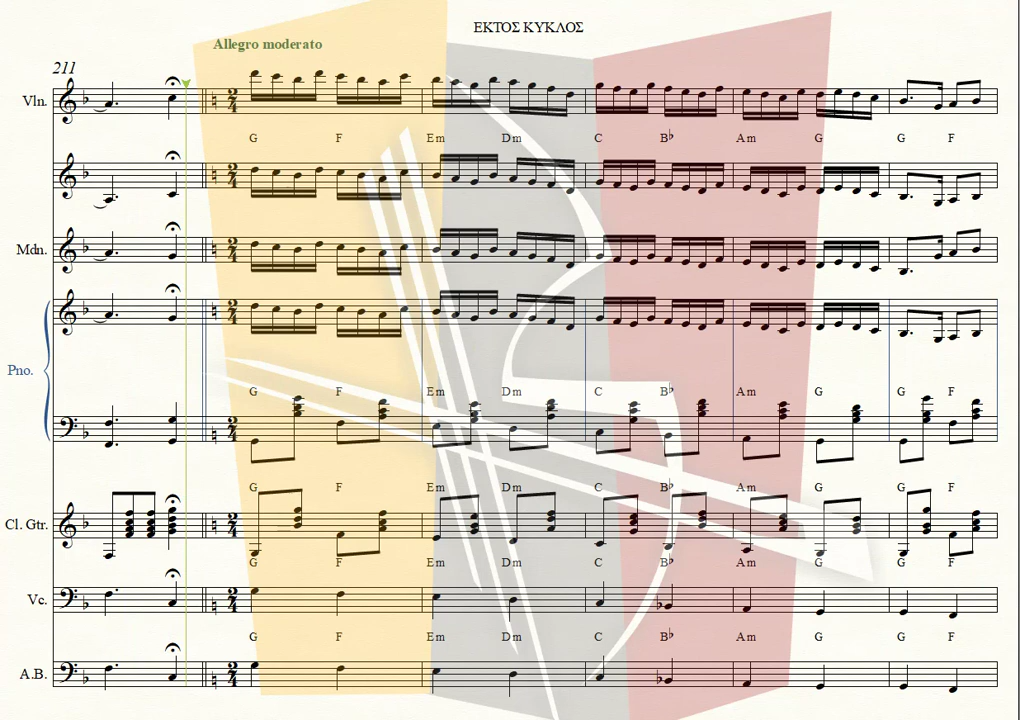 ΕΚΤΟΣ ΚΥΚΛΟΣ
Allegro moderato
211
Vln.
G F Em Dm C B♭ Am G G F
Mdn.
Pno.
G F Em Dm C B♭ Am G G F
G F Em Dm C B♭ Am G G F
Cl. Gtr.
G F Em Dm C B♭ Am G G F
Vc.
G F Em Dm C B♭ Am G G F
A.B.